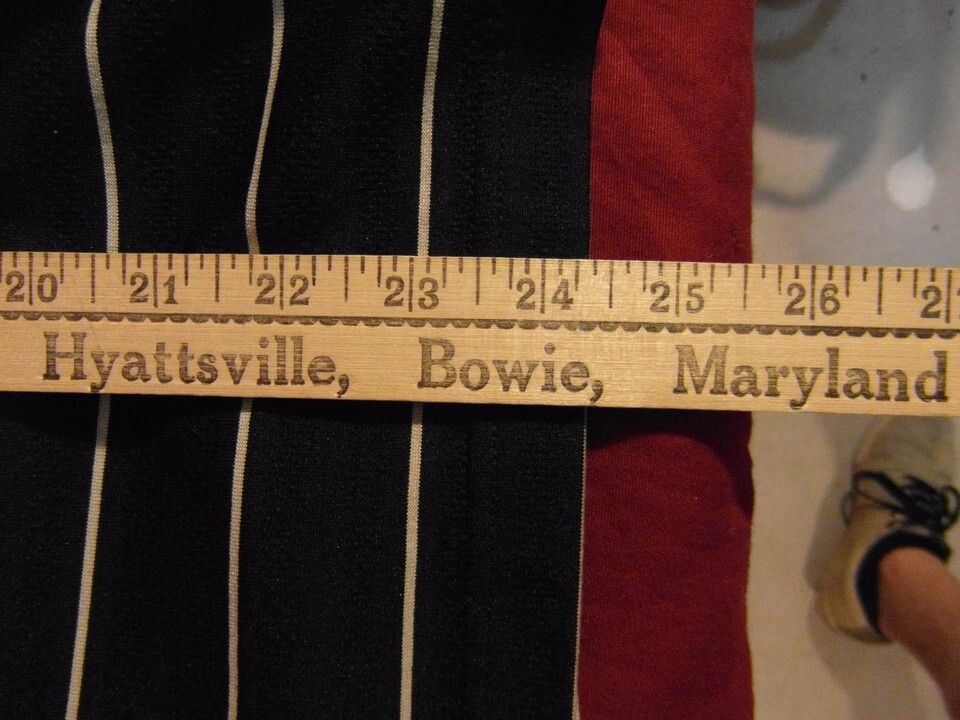 20 21 22 23 24 25 26
Hyattsville, Bowie, Maryland